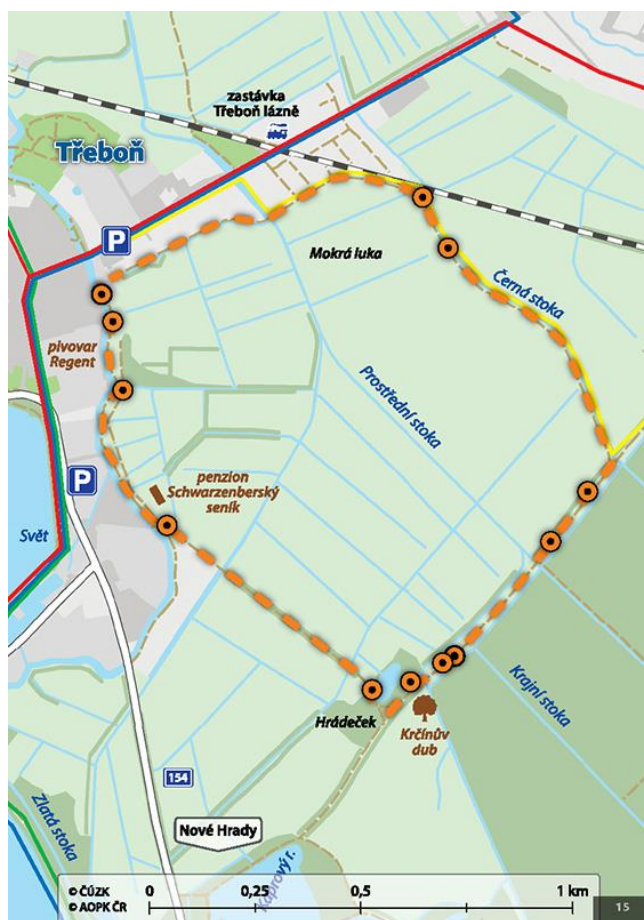 zastávka
Třeboň lázně
Třeboň
P
Mokrá luka
Černá stoka
pivovar
Regent
Prostřední stoka
P
penzion
Schwarzenberský
seník
Svět
Krajní stoka
Hrádeček
Krčínův
dub
154
Zlatá stoka
Nové Hrady
Kaprový r.
© ČÚZK
© AOPK ČR
0 0,25 0,5 1 km
15